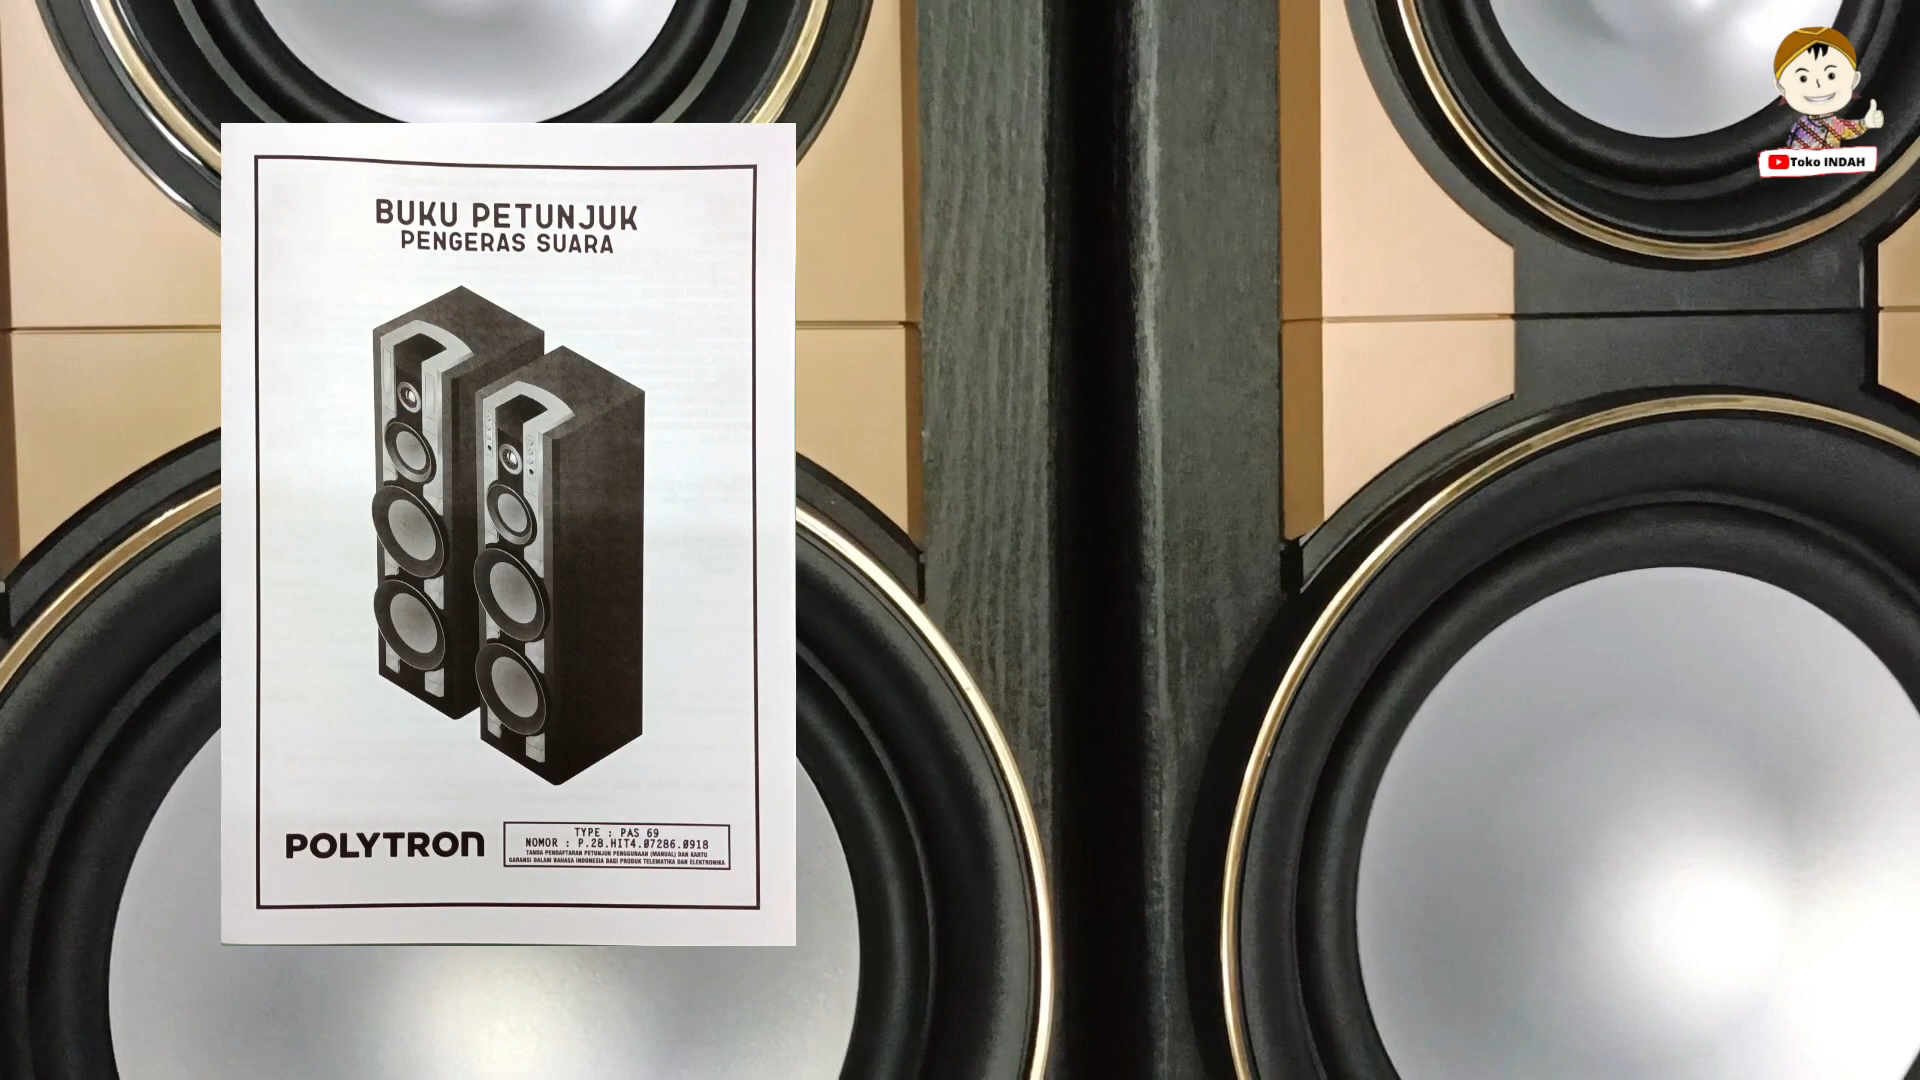 BUKU PETUNJUK
PENGERAS SUARA
POLYTRON
TYPE : PAS 69
NOMOR : P.28.HIT4.07286.0918
TANDA PENDAFTARAN PETUNJUK PENGGUNAAN (MANUAL) DAN KARTU
GARANSI DALAM BAHASA INDONESIA BAGI PRODUK TELEMATIKA DAN ELEKTRONIKA
Toko INDAH